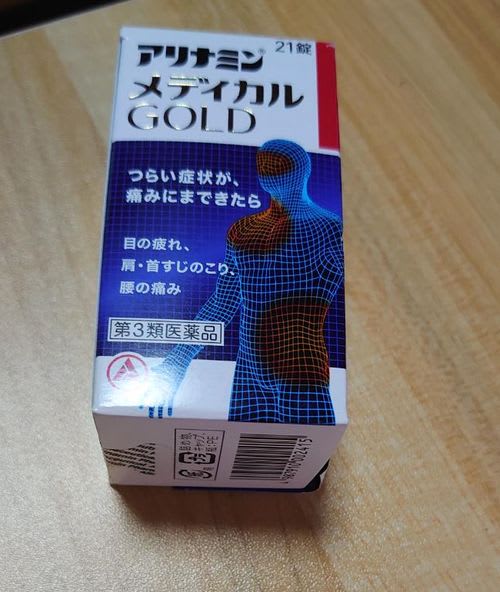 アリナミン®
21錠
メディカル
GOLD
つらい症状が、
痛みにまできたら
目の疲れ、
肩・首すじのこり、
腰の痛み
第3類医薬品